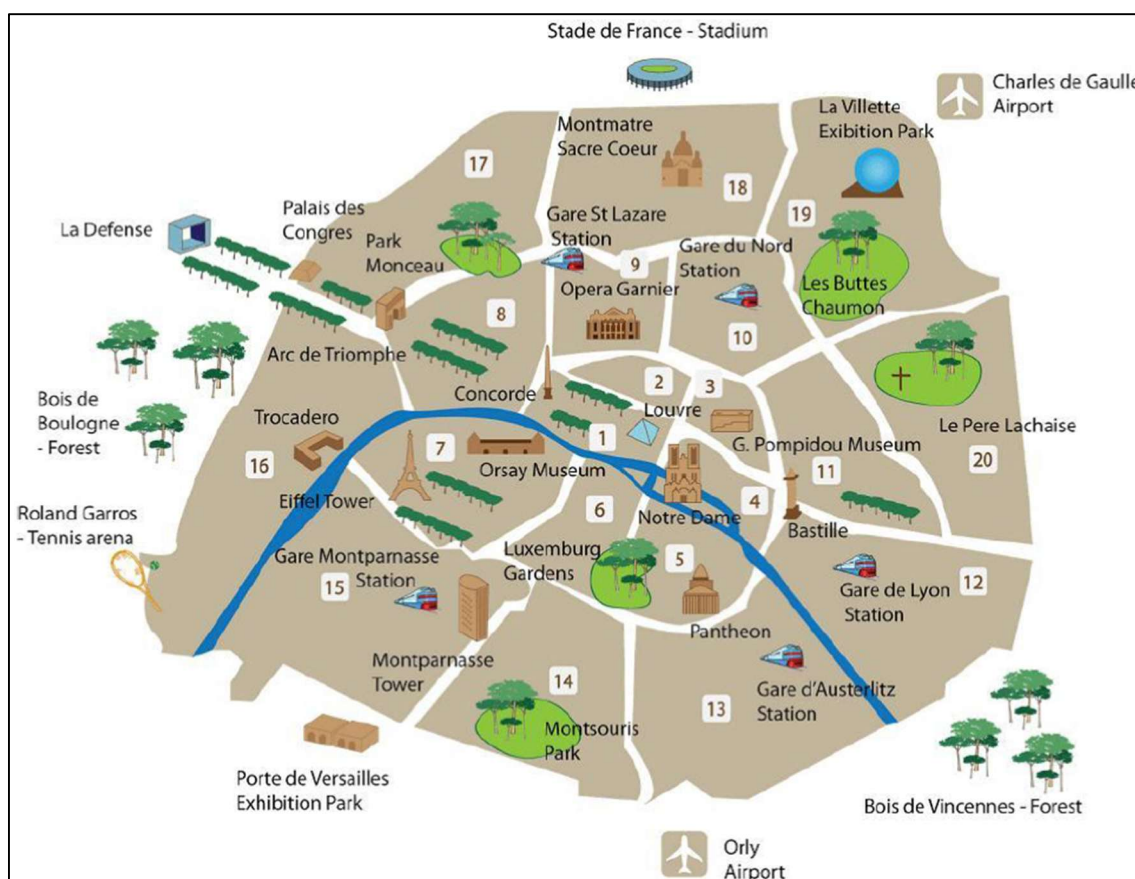 Stade de France - Stadium
Charles de Gaulle
Airport
La Villette
Exibition Park
Montmatre
Sacre Coeur
17
18
19
La Defense
Palais des
Congres
Park
Monceau
Gare St Lazare
Station
9
Gare du Nord
Station
Opera Garnier
Les Buttes
Chaumon
8
10
Arc de Triomphe
Concorde
2
3
Louvre
Bois de
Boulogne
- Forest
Trocadero
7
1
G. Pompidou Museum
Le Pere Lachaise
16
Orsay Museum
11
20
Eiffel Tower
6
Notre Dame
4
Bastille
Roland Garros
- Tennis arena
Gare Montparnasse
Station
15
Luxemburg
Gardens
5
Gare de Lyon
Station
12
Pantheon
Montparnasse
Tower
14
13
Gare d'Austerlitz
Station
Montsouris
Park
Porte de Versailles
Exhibition Park
Bois de Vincennes - Forest
Orly
Airport